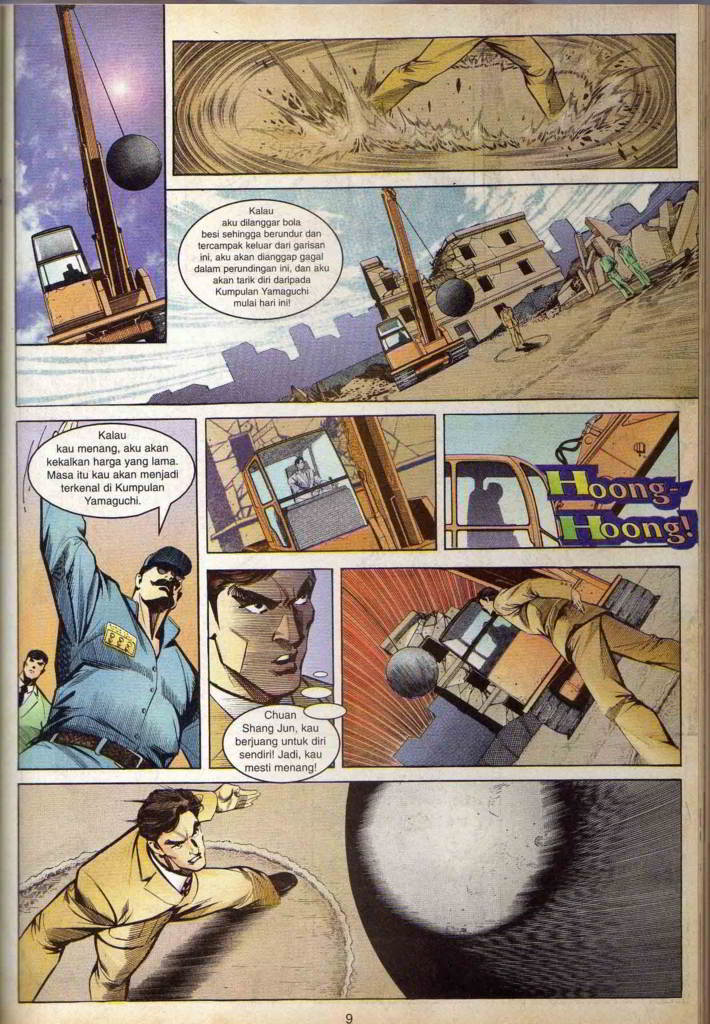 Kalau
aku dilanggar bola
besi sehingga berundur dan
tercampak keluar dari garisan
ini, aku akan dianggap gagal
dalam perundingan ini, dan aku
akan tarik diri daripada
Kumpulan Yamaguchi
mulai hari ini!
Kalau
kau menang, aku akan
kekalkan harga yang lama.
Masa itu kau akan menjadi
terkenal di Kumpulan
Yamaguchi.
Hoong-
Hoong!
Chuan
Shang Jun, kau
berjuang untuk diri
sendiri! Jadi, kau
mesti menang!
9